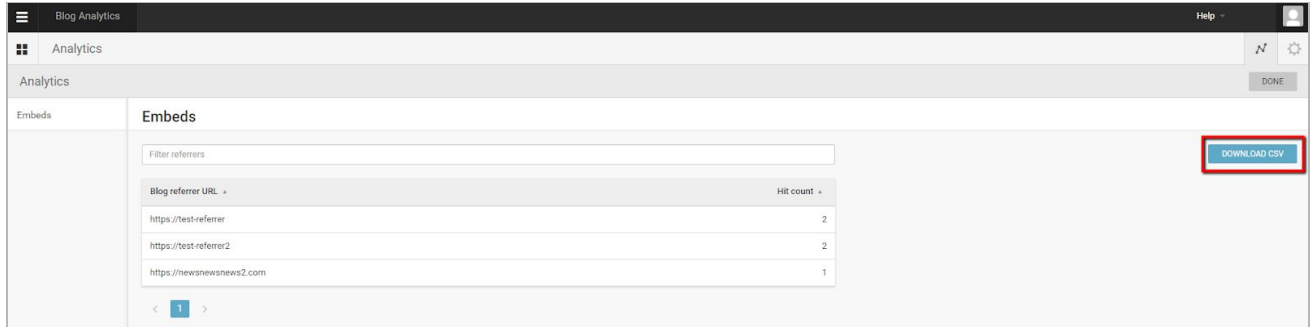 Blog Analytics Help
Analytics
Analytics DONE
Embeds
Embeds
Filter referrers DOWNLOAD CSV
Blog referrer URL Hit count
https://test-referrer 2
https://test-referrer2 2
https://newsnewsnews2.com 1
< 1 >